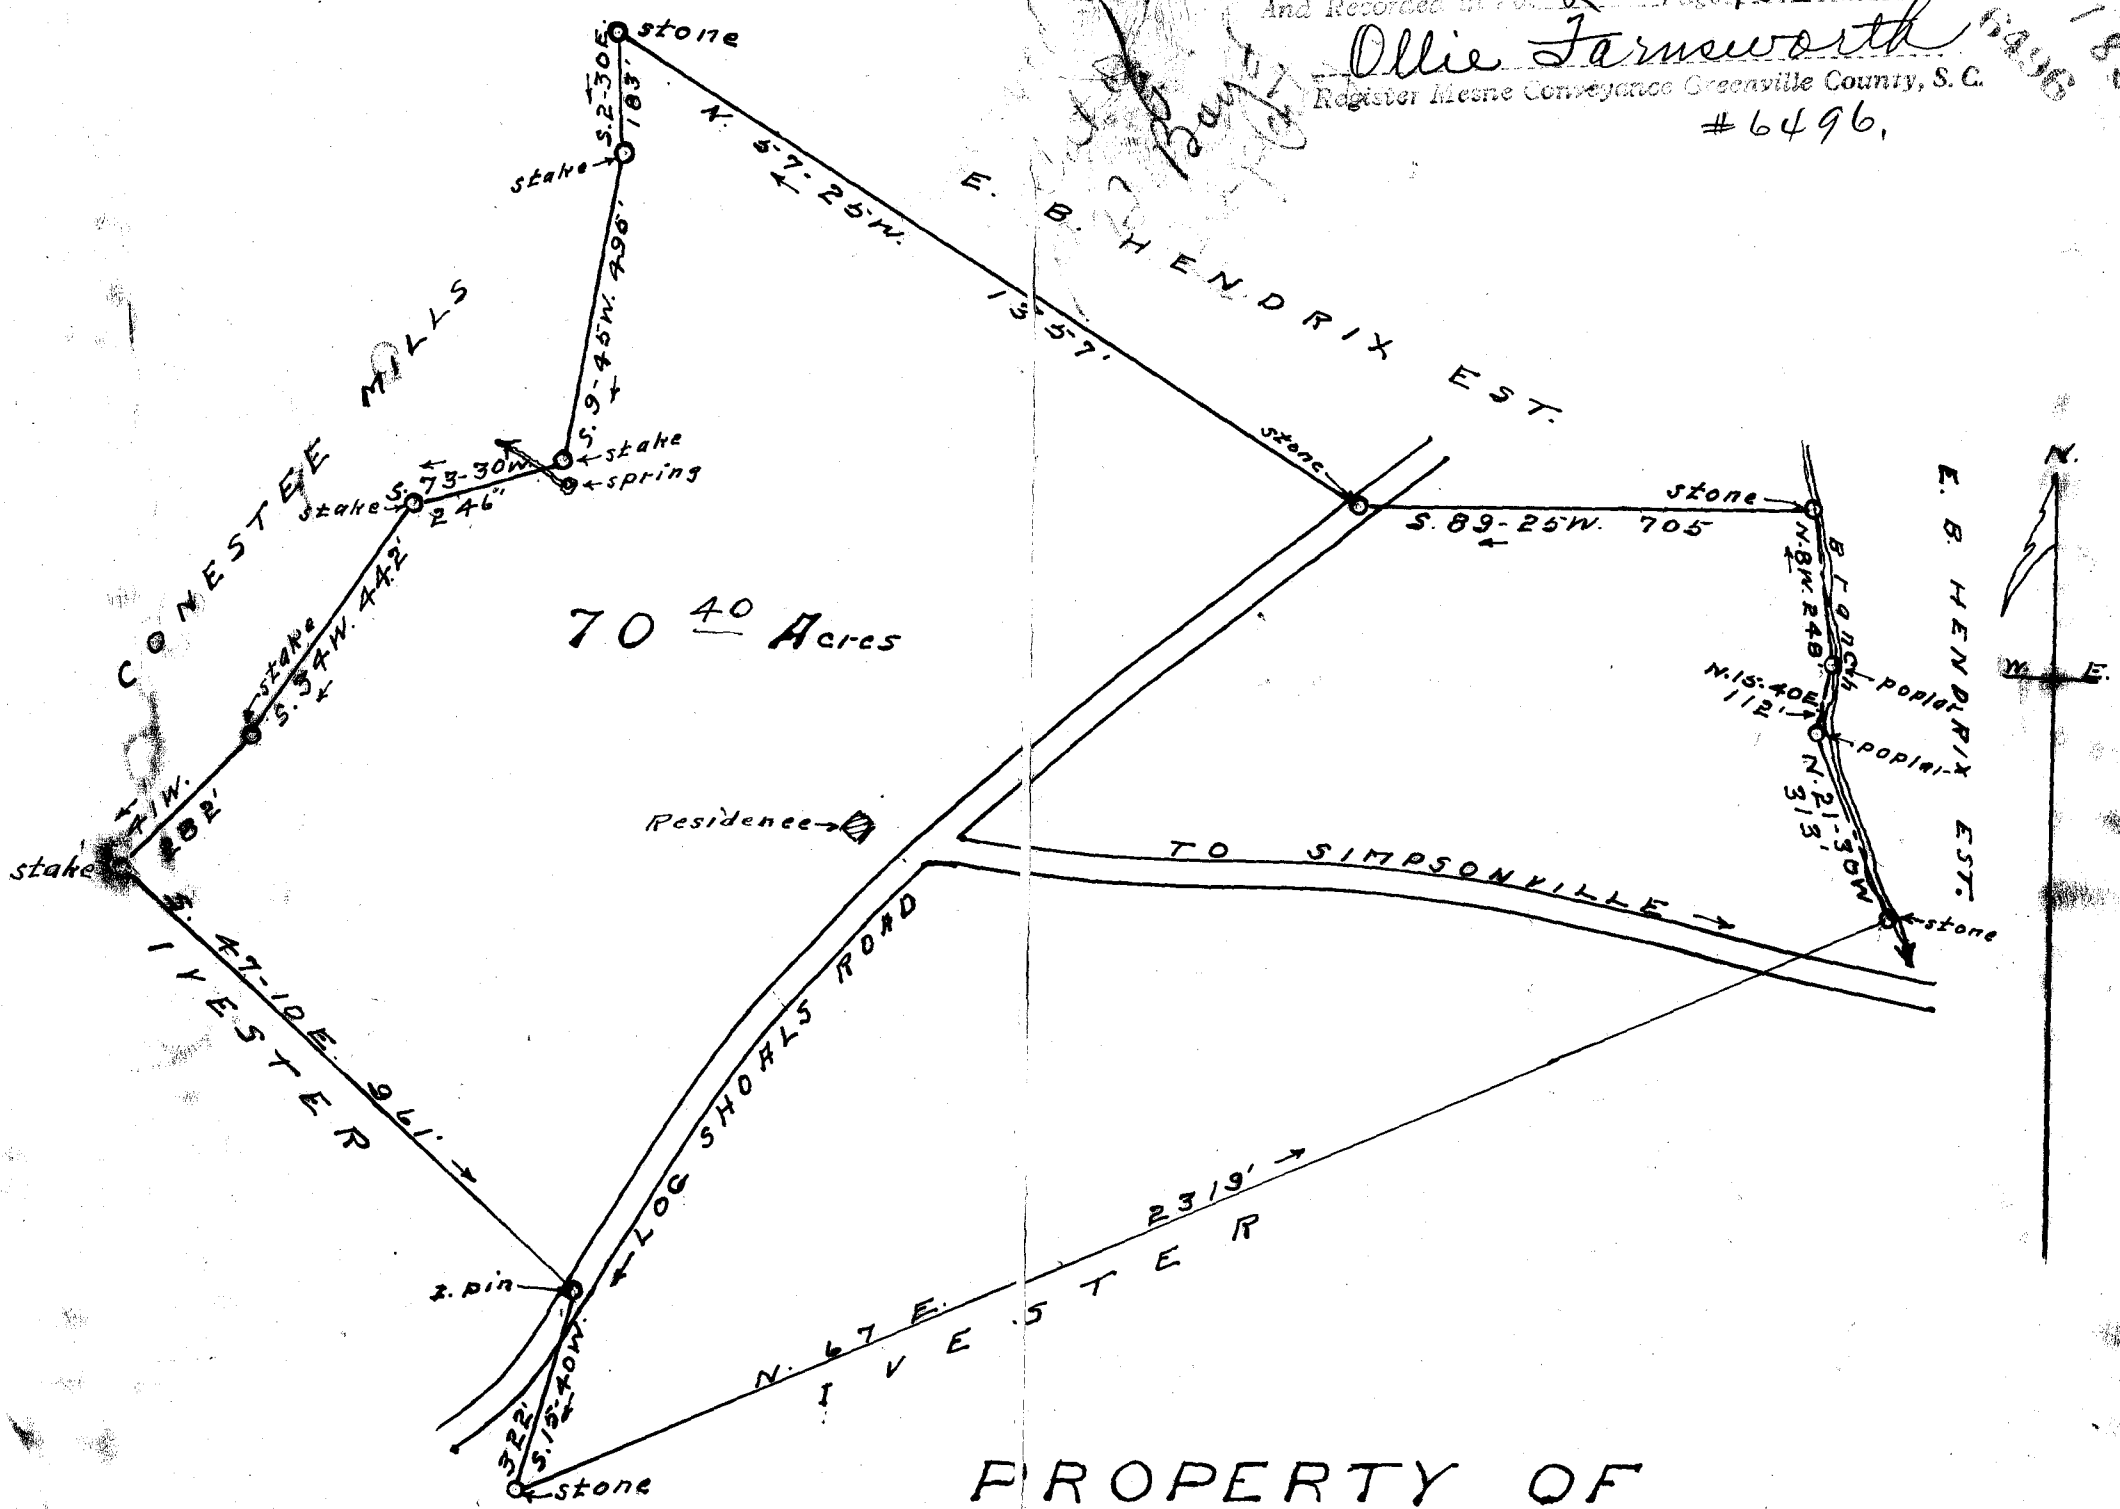 And Recorded in
Ollie Farnsworth
Register Mesne Conveyance Greenville County, S. C.
#6496.
6496
stone
S. 2-30 E.
183'
stake
N. 57-25 W.
1357'
E. B. HENDRIX EST.
S. 9-45 W. 496'
CONESTEE MILLS
stake
spring
S. 73-30 W.
246'
stake
stone
stone
S. 89-25 W. 705
N.
W. E.
E. B. HENDRIX EST.
Branch
N. 8 W. 248'
poplar
N. 15-40 E.
112'
poplar
N. 21-30 W
313'
stone
70 40 Acres
S. 34 W. 442'
stake
41 W.
282'
stake
Residence
TO SIMPSONVILLE
LOG SHOALS ROAD
S. 47-10 E. 961'
IVESTER
I. pin
S. 15-40 W.
322'
stone
N. 67 E. 2319'
IVESTER
PROPERTY OF